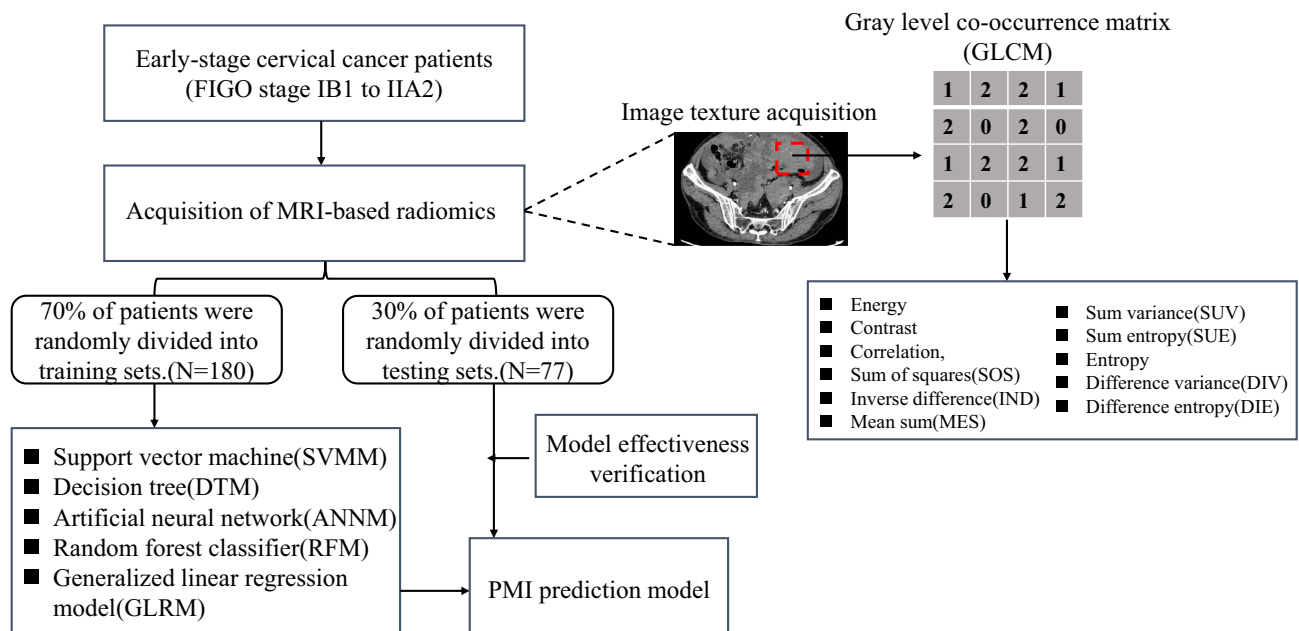 Early-stage cervical cancer patients
(FIGO stage IB1 to IIA2)
Acquisition of MRI-based radiomics
Image texture acquisition
Gray level co-occurrence matrix
(GLCM)
1 2 2 1
2 0 2 0
1 2 2 1
2 0 1 2
Energy
Contrast
Correlation,
Sum of squares(SOS)
Inverse difference(IND)
Mean sum(MES)
Sum variance(SUV)
Sum entropy(SUE)
Entropy
Difference variance(DIV)
Difference entropy(DIE)
70% of patients were
randomly divided into
training sets.(N=180)
30% of patients were
randomly divided into
testing sets.(N=77)
Support vector machine(SVMM)
Decision tree(DTM)
Artificial neural network(ANNM)
Random forest classifier(RFM)
Generalized linear regression
model(GLRM)
Model effectiveness
verification
PMI prediction model